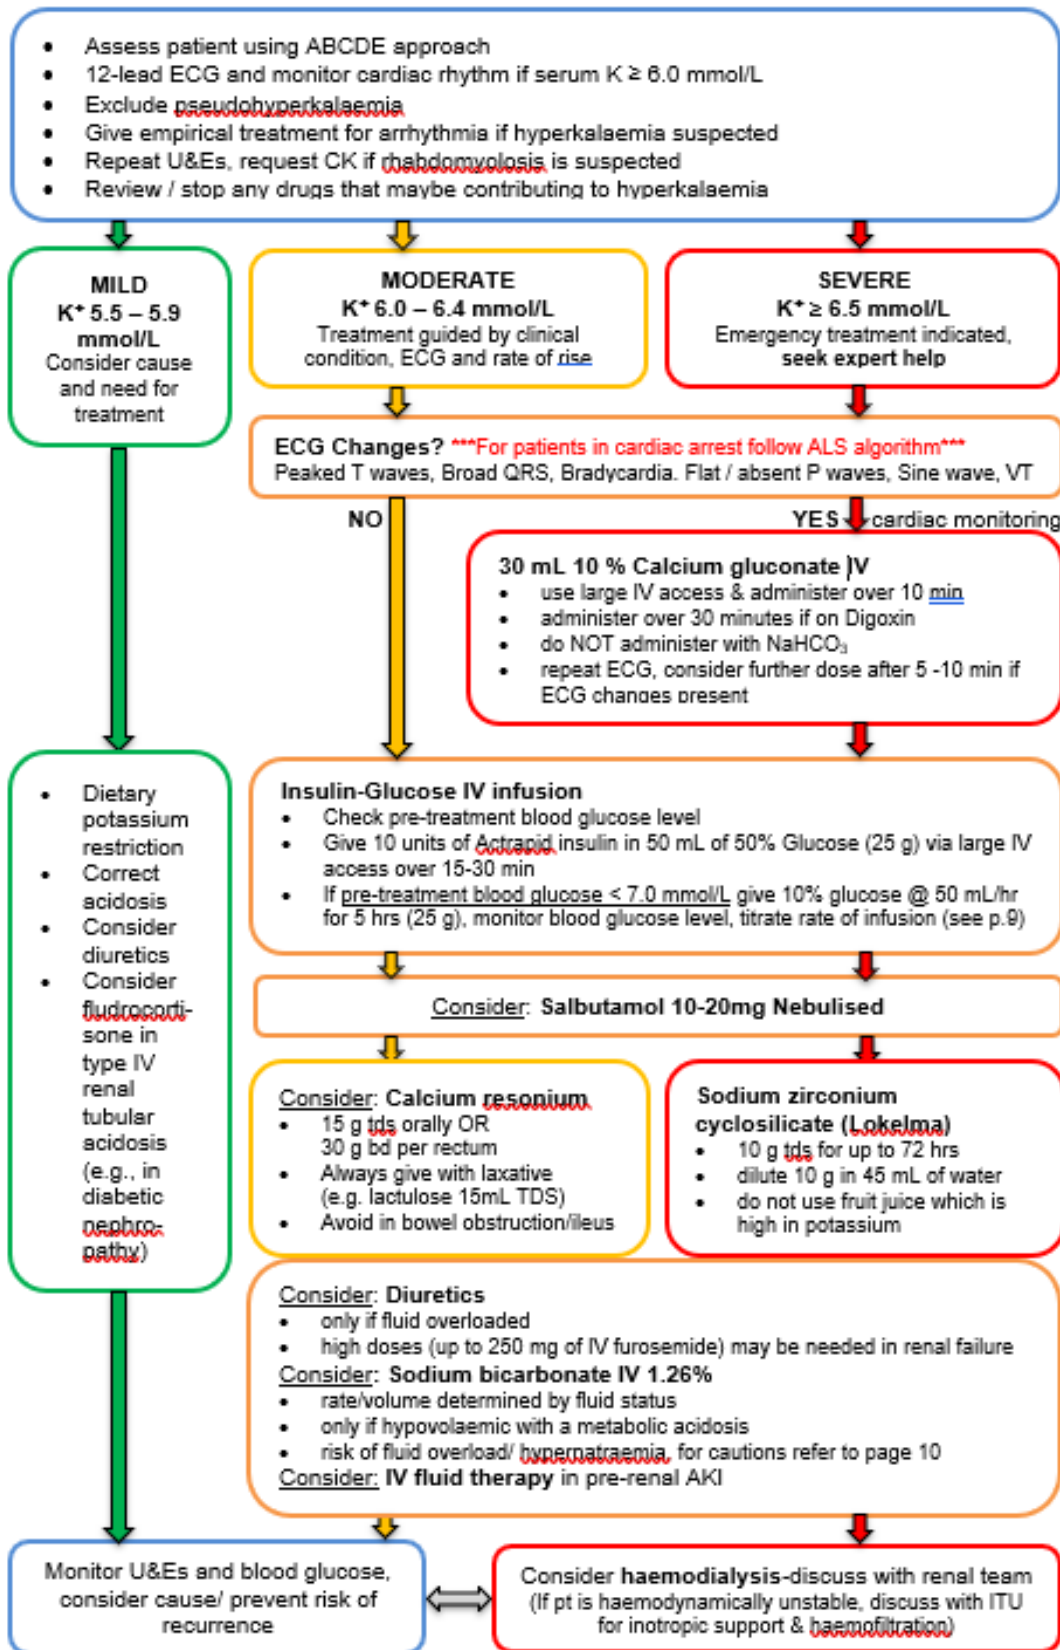 Assess patient using ABCDE approach
12-lead ECG and monitor cardiac rhythm if serum K ≥ 6.0 mmol/L
Exclude pseudohyperkalaemia
Give empirical treatment for arrhythmia if hyperkalaemia suspected
Repeat U&Es, request CK if rhabdomyolosis is suspected
Review / stop any drugs that maybe contributing to hyperkalaemia
MILD
K⁺ 5.5 – 5.9
mmol/L
Consider cause
and need for
treatment
MODERATE
K⁺ 6.0 – 6.4 mmol/L
Treatment guided by clinical
condition, ECG and rate of rise
SEVERE
K⁺ ≥ 6.5 mmol/L
Emergency treatment indicated,
seek expert help
ECG Changes? ***For patients in cardiac arrest follow ALS algorithm***
Peaked T waves, Broad QRS, Bradycardia. Flat / absent P waves, Sine wave, VT
NO
YES cardiac monitoring
30 mL 10 % Calcium gluconate IV
use large IV access & administer over 10 min
administer over 30 minutes if on Digoxin
do NOT administer with NaHCO₃
repeat ECG, consider further dose after 5 -10 min if
ECG changes present
Dietary
potassium
restriction
Correct
acidosis
Consider
diuretics
Consider
fludrocorti-
sone in
type IV
renal
tubular
acidosis
(e.g., in
diabetic
nephro-
pathy)
Insulin-Glucose IV infusion
Check pre-treatment blood glucose level
Give 10 units of Actrapid insulin in 50 mL of 50% Glucose (25 g) via large IV
access over 15-30 min
If pre-treatment blood glucose < 7.0 mmol/L give 10% glucose @ 50 mL/hr
for 5 hrs (25 g), monitor blood glucose level, titrate rate of infusion (see p.9)
Consider: Salbutamol 10-20mg Nebulised
Consider: Calcium resonium
15 g tds orally OR
30 g bd per rectum
Always give with laxative
(e.g. lactulose 15mL TDS)
Avoid in bowel obstruction/ileus
Sodium zirconium
cyclosilicate (Lokelma)
10 g tds for up to 72 hrs
dilute 10 g in 45 mL of water
do not use fruit juice which is
high in potassium
Consider: Diuretics
only if fluid overloaded
high doses (up to 250 mg of IV furosemide) may be needed in renal failure
Consider: Sodium bicarbonate IV 1.26%
rate/volume determined by fluid status
only if hypovolaemic with a metabolic acidosis
risk of fluid overload/ hypernatraemia, for cautions refer to page 10
Consider: IV fluid therapy in pre-renal AKI
Monitor U&Es and blood glucose,
consider cause/ prevent risk of
recurrence
Consider haemodialysis-discuss with renal team
(If pt is haemodynamically unstable, discuss with ITU
for inotropic support & haemofiltration)